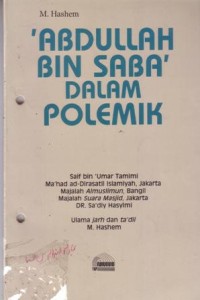 M. Hashem
'ABDULLAH
BIN SABA'
DALAM
POLEMIK
Saif bin 'Umar Tamimi
Ma'had ad-Dirasatil Islamiyah, Jakarta
Majalah Almuslimun, Bangil
Majalah Suara Masjid, Jakarta
DR. Sa'diy Hasyimi
Ulama jarh dan ta'dil
M. Hashem